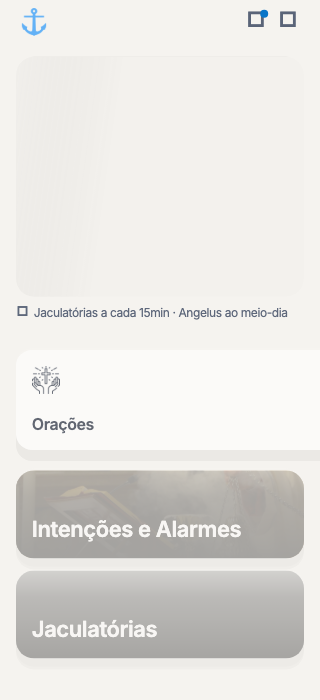 Jaculatórias a cada 15min · Angelus ao meio-dia
Orações
Intenções e Alarmes
Jaculatórias